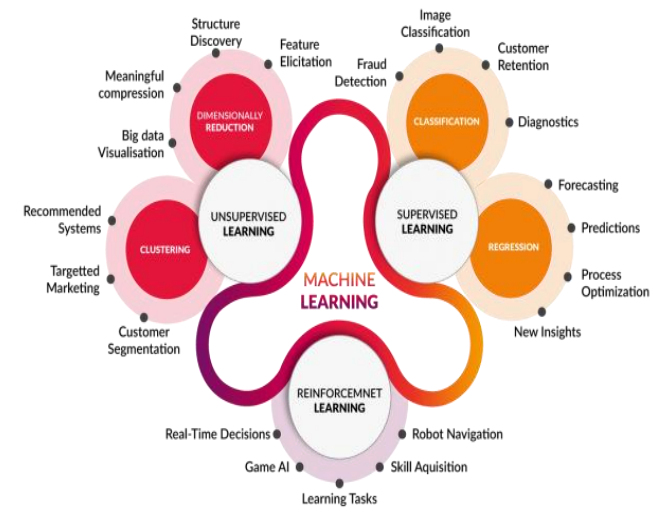 Structure
Discovery
Feature
Elicitation
Meaningful
compression
DIMENSIONALLY
REDUCTION
Big data
Visualisation
UNSUPERVISED
LEARNING
Recommended
Systems
CLUSTERING
Targetted
Marketing
Customer
Segmentation
Image
Classification
Customer
Retention
Fraud
Detection
CLASSIFICATION
Diagnostics
SUPERVISED
LEARNING
Forecasting
Predictions
REGRESSION
Process
Optimization
New Insights
MACHINE
LEARNING
REINFORCEMNET
LEARNING
Real-Time Decisions
Robot Navigation
Game AI
Skill Aquisition
Learning Tasks